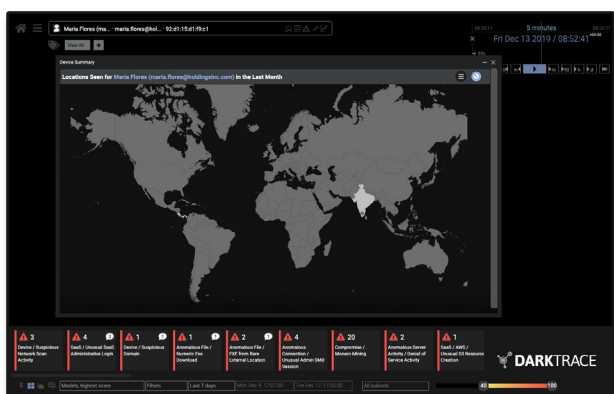 Maria Flores (ma... · maria.flores@hol... · 92:d1:15:d1:f9:c1
View All +
5 minutes
Fri Dec 13 2019 / 08:52:41
Device Summary
Locations Seen for Maria Flores (maria.flores@holdingsinc.com) in the Last Month
3
Device / Suspicious
Network Scan
Activity
4
SaaS / Unusual SaaS
Administrative Login
1
Device / Suspicious
Domain
1
Anomalous File /
Numeric Exe
Download
2
Anomalous File /
EXE from Rare
External Location
4
Anomalous
Connection /
Unusual Admin SMB
Session
20
Compromise /
Monero Mining
2
Anomalous Server
Activity / Denial of
Service Activity
1
SaaS / AWS /
Unusual S3 Resource
Creation
DARKTRACE
Models, highest score
Filters
Last 7 days
All subnets
40
100